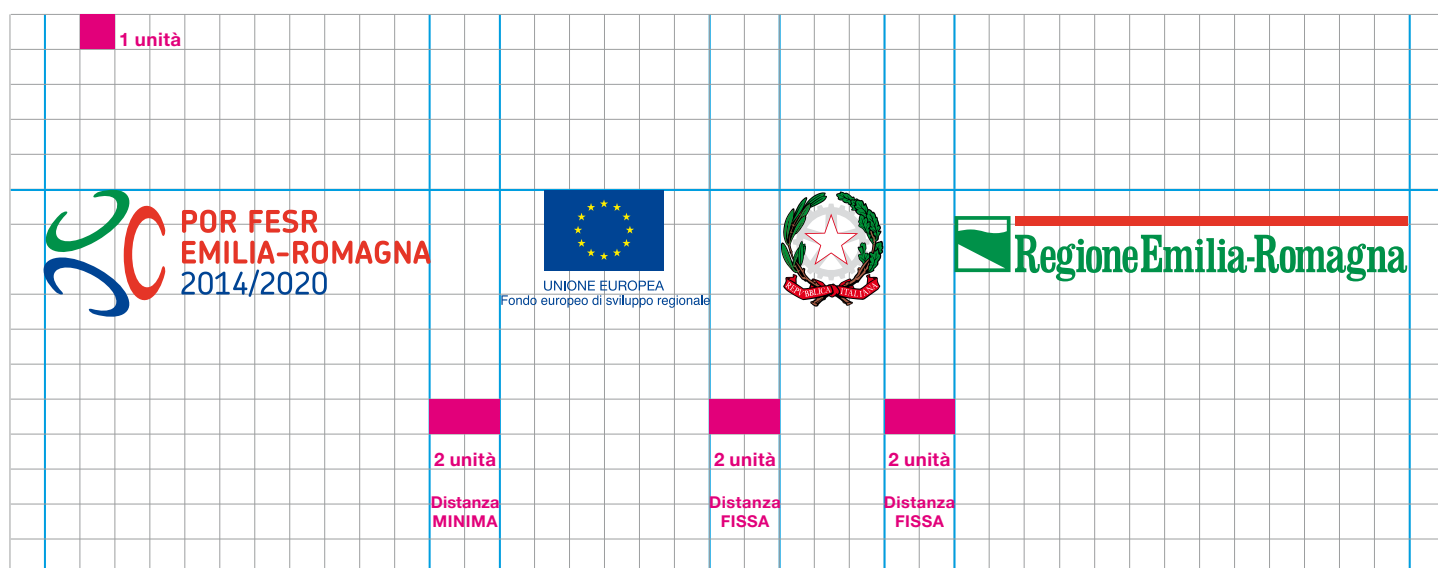 1 unità
POR FESR
EMILIA-ROMAGNA
2014/2020
UNIONE EUROPEA
Fondo europeo di sviluppo regionale
REPVBBLICA ITALIANA
RegioneEmilia-Romagna
2 unità
Distanza
MINIMA
2 unità
Distanza
FISSA
2 unità
Distanza
FISSA